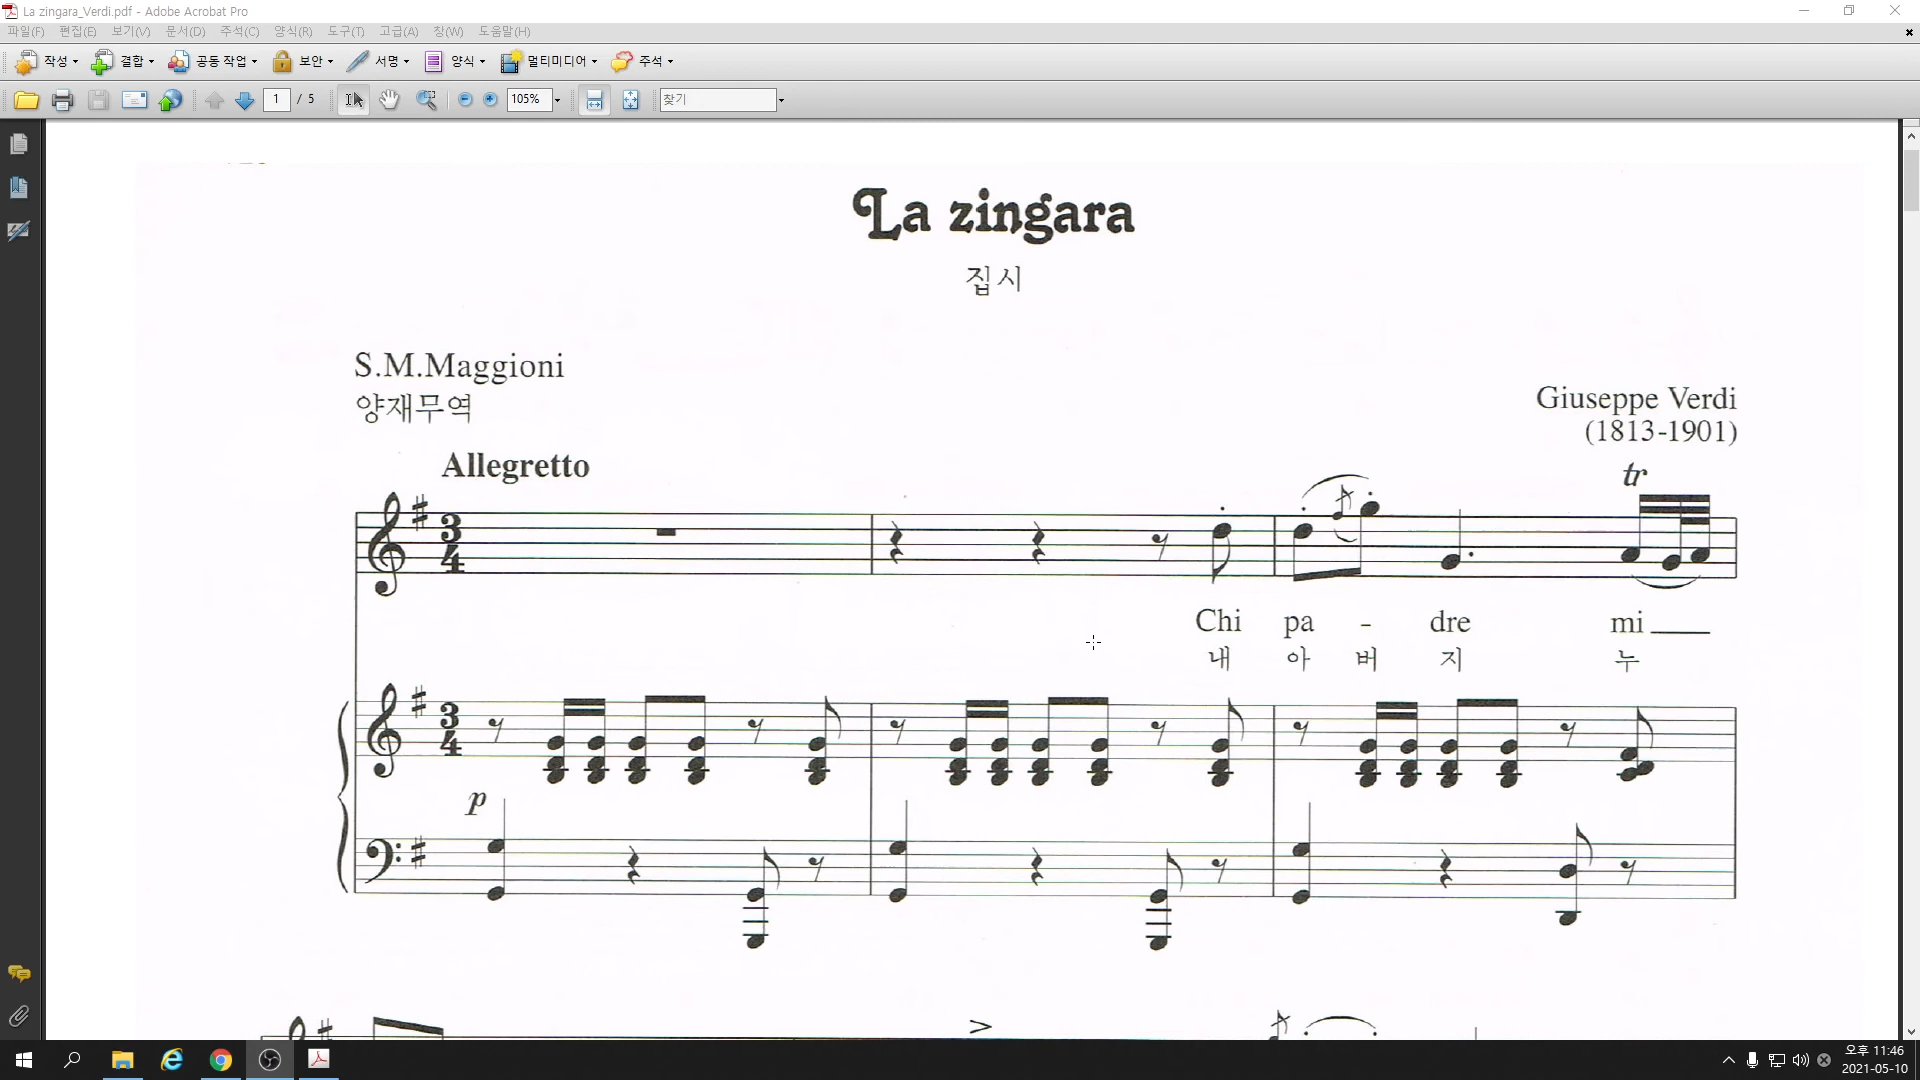 La zingara_Verdi.pdf - Adobe Acrobat Pro
파일(F) 편집(E) 보기(V) 문서(D) 주석(C) 양식(R) 도구(T) 고급(A) 창(W) 도움말(H)
작성 결합 공동 작업 보안 서명 양식 멀티미디어 주석
1 / 5 105% 찾기
La zingara
집시
S.M.Maggioni
양재무역
Giuseppe Verdi
(1813-1901)
Allegretto
tr
3 4
Chi pa - dre mi
내 아 버 지 누
3 4
p
오후 11:46
2021-05-10